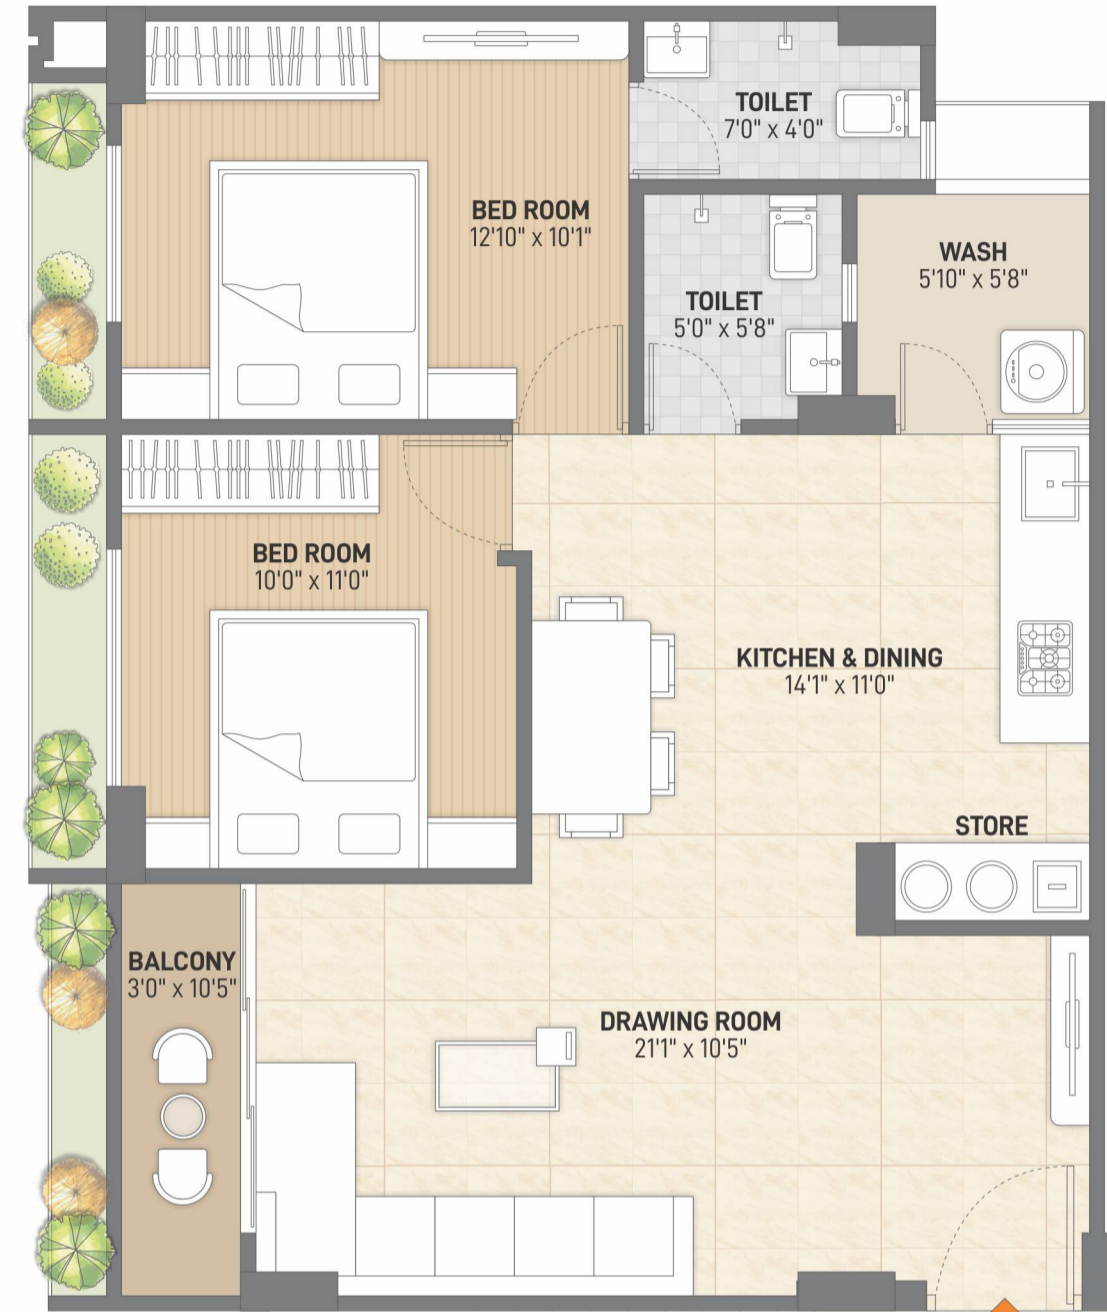 TOILET
7'0" x 4'0"
BED ROOM
12'10" x 10'1"
WASH
5'10" x 5'8"
TOILET
5'0" x 5'8"
BED ROOM
10'0" x 11'0"
KITCHEN & DINING
14'1" x 11'0"
STORE
BALCONY
3'0" x 10'5"
DRAWING ROOM
21'1" x 10'5"